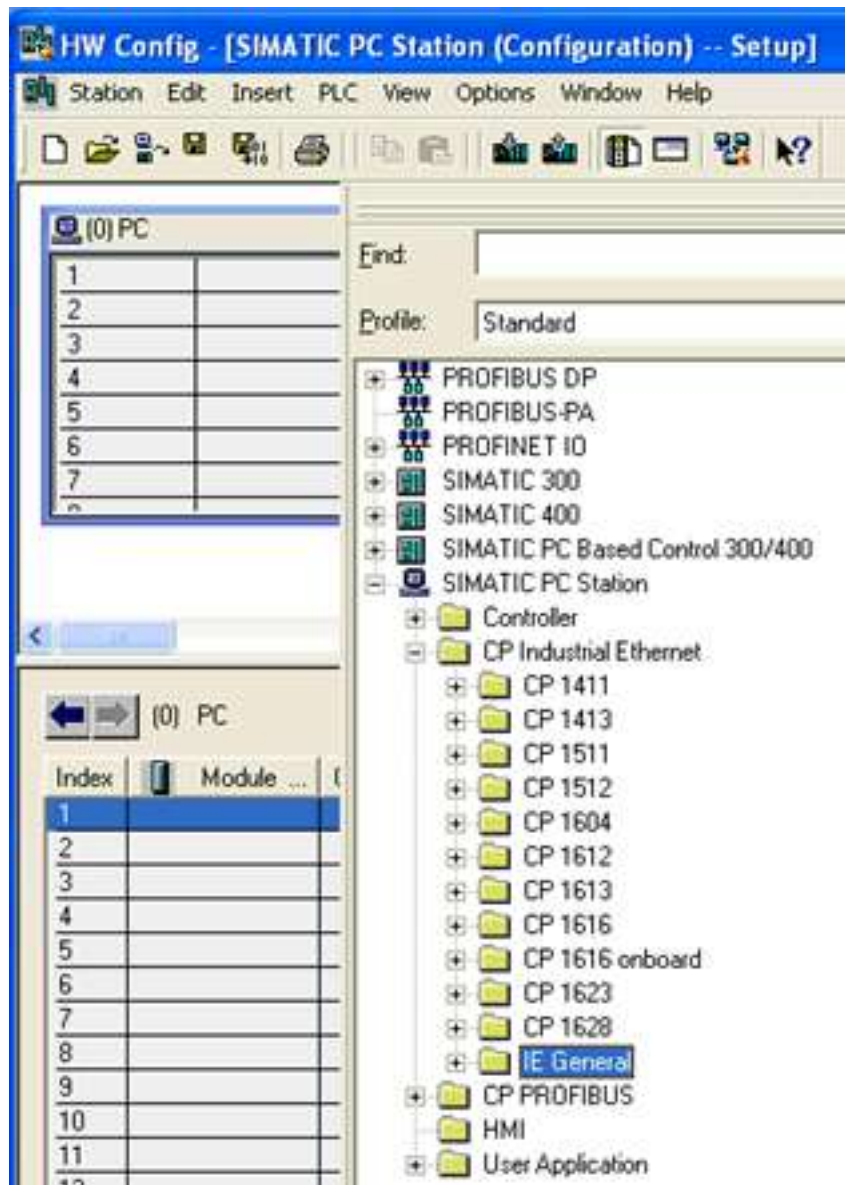 HW Config - [SIMATIC PC Station (Configuration) -- Setup]
Station Edit Insert PLC View Options Window Help
(0) PC
1
2
3
4
5
6
7
Find:
Profile: Standard
PROFIBUS DP
PROFIBUS-PA
PROFINET IO
SIMATIC 300
SIMATIC 400
SIMATIC PC Based Control 300/400
SIMATIC PC Station
Controller
CP Industrial Ethernet
CP 1411
CP 1413
CP 1511
CP 1512
CP 1604
CP 1612
CP 1613
CP 1616
CP 1616 onboard
CP 1623
CP 1628
IE General
CP PROFIBUS
HMI
User Application
(0) PC
Index Module ...
1
2
3
4
5
6
7
8
9
10
11